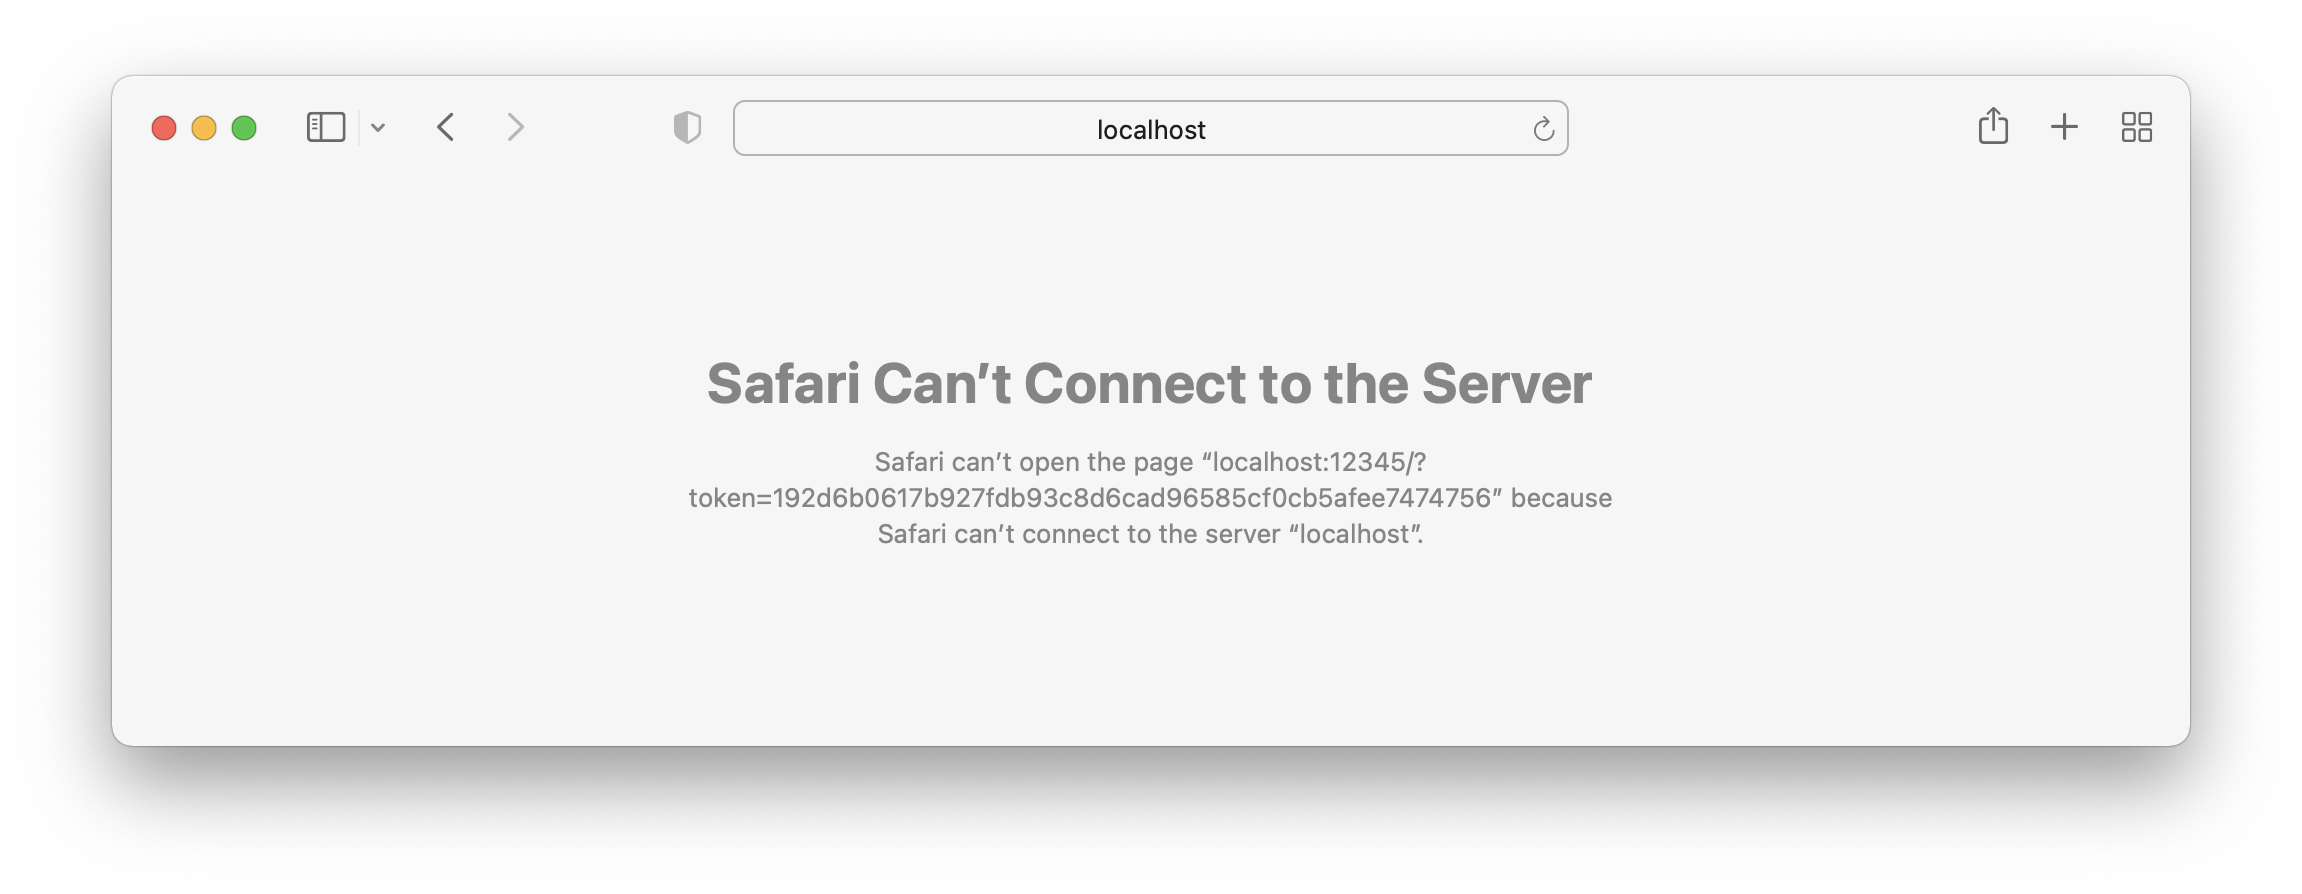 localhost
Safari Can’t Connect to the Server
Safari can’t open the page “localhost:12345/?
token=192d6b0617b927fdb93c8d6cad96585cf0cb5afee7474756” because
Safari can’t connect to the server “localhost”.